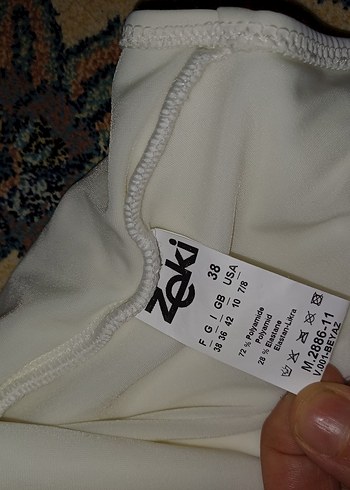 Zeki
38
F G I GB USA
38 36 42 10 7/8
72 % Polyamide
Polyamid
28 % Elastane
Elastan-Likra
M.2886-11
V.001-BEYAZ